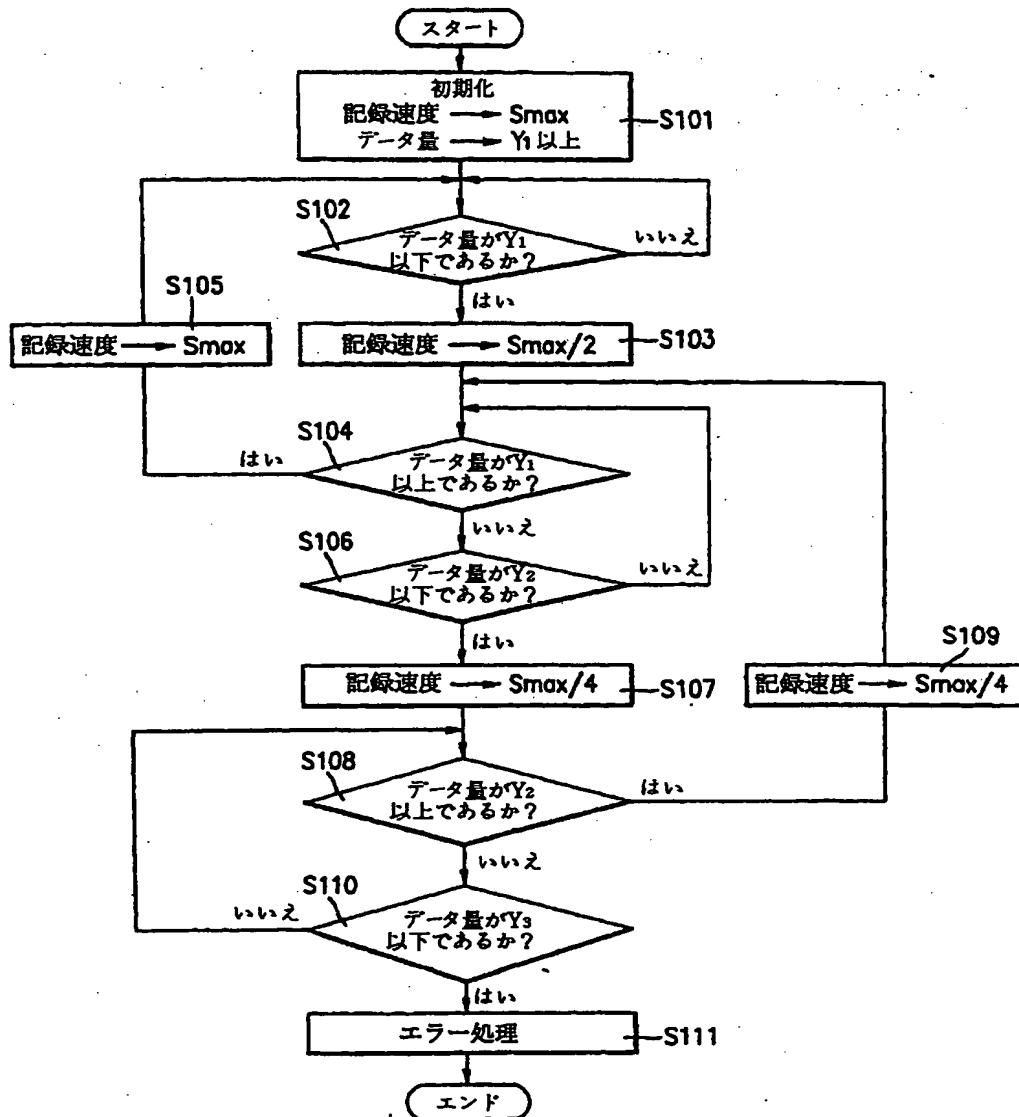 スタート
初期化
記録速度 → Smax
データ量 → Y1以上
S101
S102
データ量がY1
以下であるか？
いいえ
はい
S105
記録速度 → Smax
記録速度 → Smax/2
S103
S104
はい
データ量がY1
以上であるか？
いいえ
S106
データ量がY2
以下であるか？
いいえ
はい
S109
記録速度 → Smax/4
S107
記録速度 → Smax/4
S108
データ量がY2
以上であるか？
はい
いいえ
S110
いいえ
データ量がY3
以下であるか？
はい
エラー処理
S111
エンド